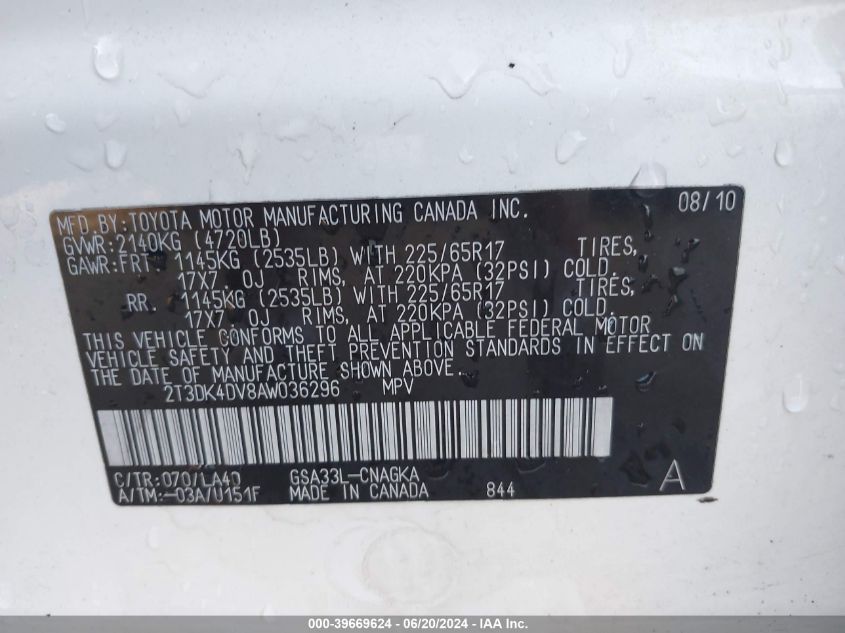 MFD.BY:TOYOTA MOTOR MANUFACTURING CANADA INC. 08/10
GVWR:2140KG (4720LB)
GAWR:FRT. 1145KG (2535LB) WITH 225/65R17 TIRES,
17X7.0J RIMS, AT 220KPA (32PSI) COLD.
RR. 1145KG (2535LB) WITH 225/65R17 TIRES,
17X7.0J RIMS, AT 220KPA (32PSI) COLD.
THIS VEHICLE CONFORMS TO ALL APPLICABLE FEDERAL MOTOR
VEHICLE SAFETY AND THEFT PREVENTION STANDARDS IN EFFECT ON
THE DATE OF MANUFACTURE SHOWN ABOVE.
2T3DK4DV8AW036296 MPV
C/TR:070/LA40 GSA33L-CNAGKA
A/TM:-03A/U151F MADE IN CANADA 844 A
000-39669624 / 06/20/2024 - IAA Inc.